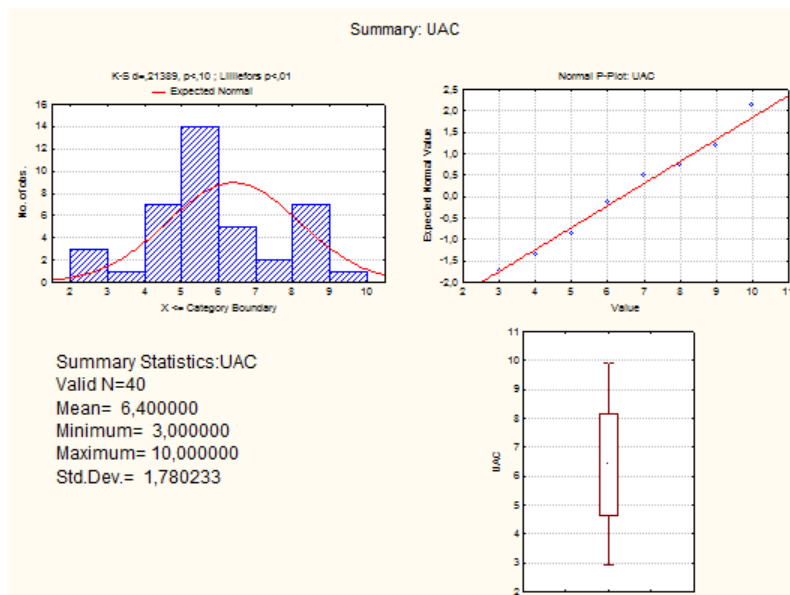 Summary: UAC
K-S d=,21389, p<,10 ; Lilliefors p<,01
Expected Normal
16
14
12
10
8
6
4
2
0
No. of obs.
2 3 4 5 6 7 8 9 10
X <= Category Boundary
Normal P-Plot: UAC
2,5
2,0
1,5
1,0
0,5
0,0
-0,5
-1,0
-1,5
-2,0
Expected Normal Value
2 3 4 5 6 7 8 9 10 11
Value
Summary Statistics:UAC
Valid N=40
Mean= 6,400000
Minimum= 3,000000
Maximum= 10,000000
Std.Dev.= 1,780233
11
10
9
8
7
6
5
4
3
2
UAC